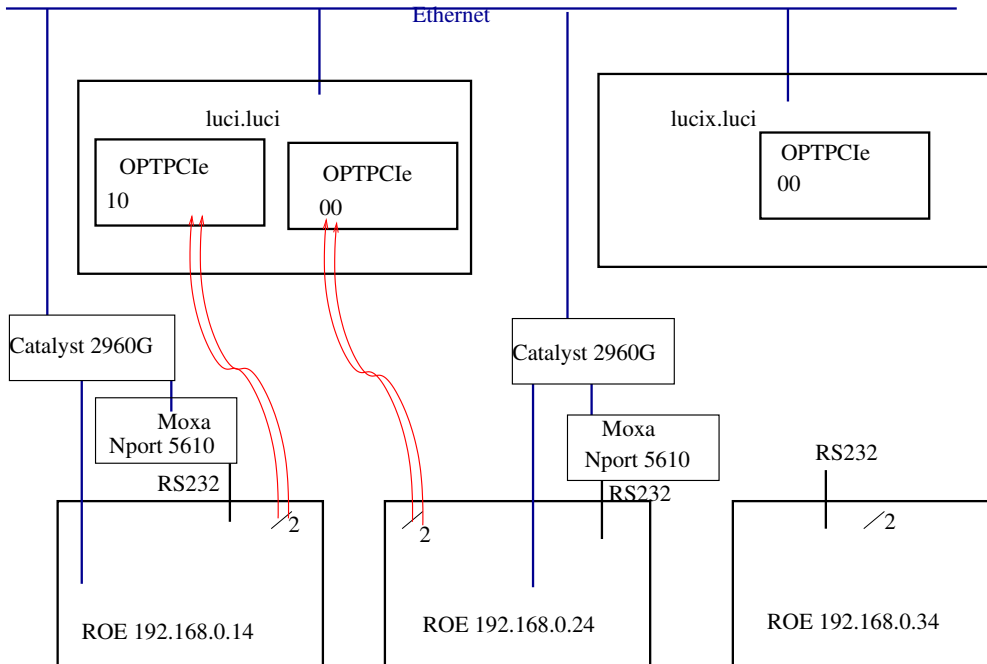 Ethernet
luci.luci
lucix.luci
OPTPCIe
10
OPTPCIe
00
OPTPCIe
00
Catalyst 2960G
Catalyst 2960G
Moxa
Nport 5610
Moxa
Nport 5610
RS232
RS232
RS232
2
2
2
ROE 192.168.0.14
ROE 192.168.0.24
ROE 192.168.0.34